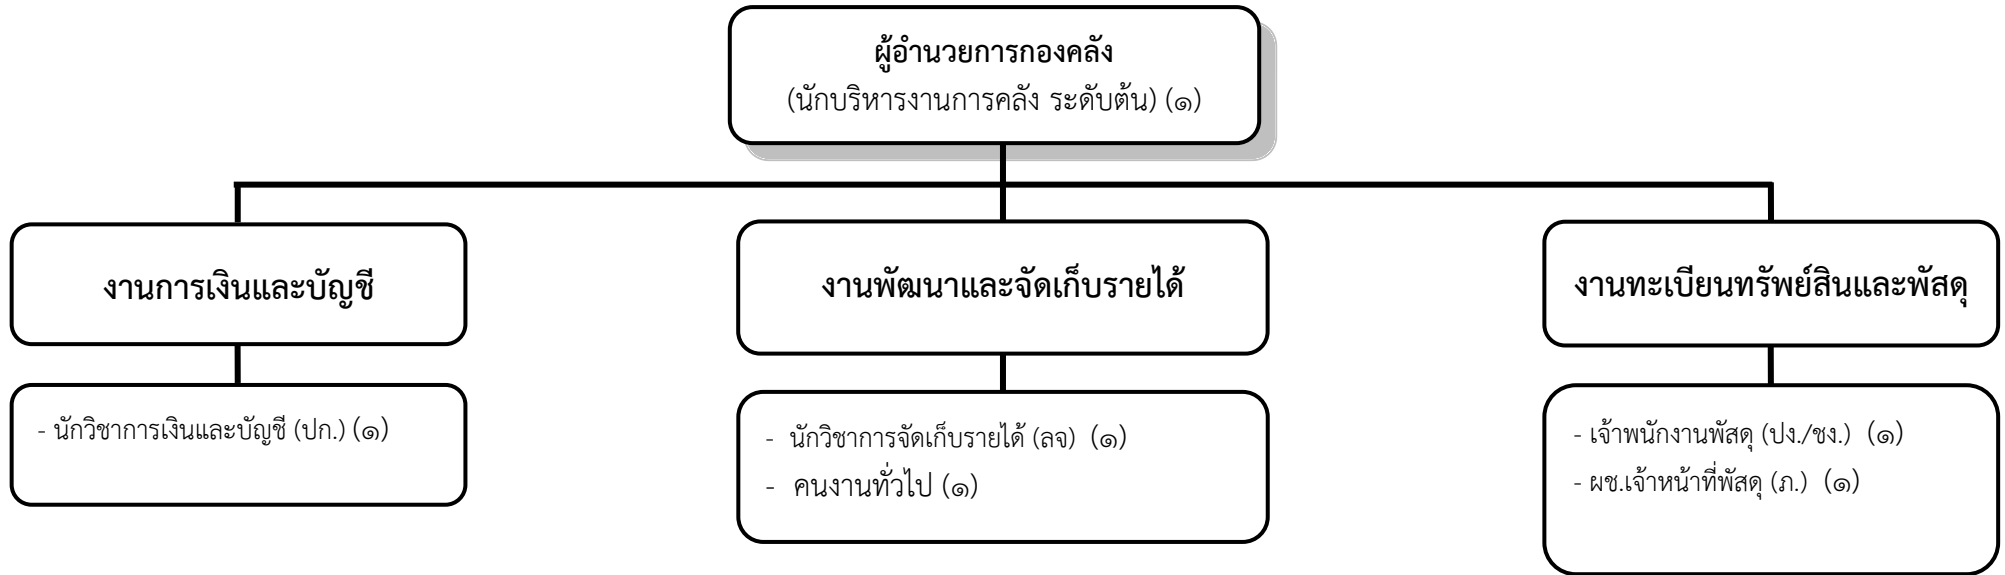 ผู้อำนวยการกองคลัง
(นักบริหารงานการคลัง ระดับต้น) (๑)
งานการเงินและบัญชี
งานพัฒนาและจัดเก็บรายได้
งานทะเบียนทรัพย์สินและพัสดุ
- นักวิชาการเงินและบัญชี (ปก.) (๑)
- นักวิชาการจัดเก็บรายได้ (ลจ) (๑)
- คนงานทั่วไป (๑)
- เจ้าพนักงานพัสดุ (ปง./ชง.) (๑)
- ผช.เจ้าหน้าที่พัสดุ (ภ.) (๑)